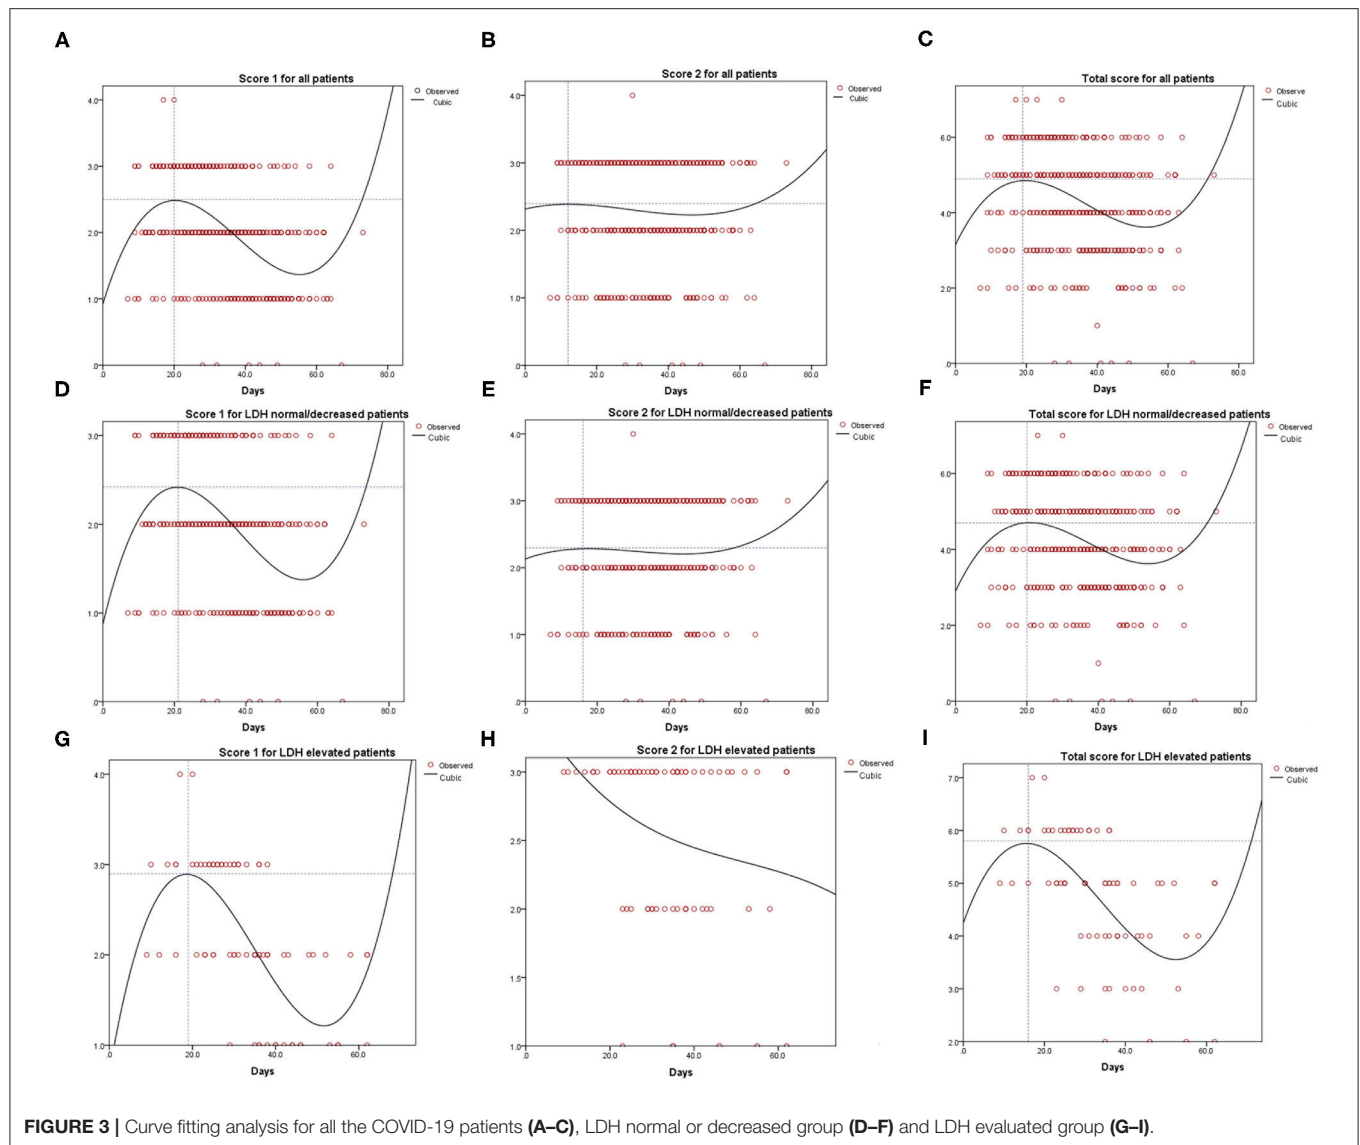 A
Score 1 for all patients
4.0
3.0
2.0
1.0
.0
.0 20.0 40.0 60.0 80.0
Days
Observed
Cubic
B
Score 2 for all patients
4.0
3.0
2.0
1.0
.0
.0 20.0 40.0 60.0 80.0
Days
Observed
Cubic
C
Total score for all patients
6.0
4.0
2.0
.0
.0 20.0 40.0 60.0 80.0
Days
Observe
Cubic
D
Score 1 for LDH normal/decreased patients
3.0
2.0
1.0
.0
.0 20.0 40.0 60.0 80.0
Days
Observed
Cubic
E
Score 2 for LDH normal/decreased patients
4.0
3.0
2.0
1.0
.0
.0 20.0 40.0 60.0 80.0
Days
Observed
Cubic
F
Total score for LDH normal/decreased patients
6.0
4.0
2.0
.0
.0 20.0 40.0 60.0 80.0
Days
Observed
Cubic
G
Score 1 for LDH elevated patients
4.0
3.0
2.0
1.0
.0 20.0 40.0 60.0
Days
Observed
Cubic
H
Score 2 for LDH elevated patients
3.0
2.5
2.0
1.5
1.0
.0 20.0 40.0 60.0
Days
Observed
Cubic
I
Total score for LDH elevated patients
7.0
6.0
5.0
4.0
3.0
2.0
.0 20.0 40.0 60.0
Days
Observed
Cubic
FIGURE 3 | Curve fitting analysis for all the COVID-19 patients (A–C), LDH normal or decreased group (D–F) and LDH evaluated group (G–I).